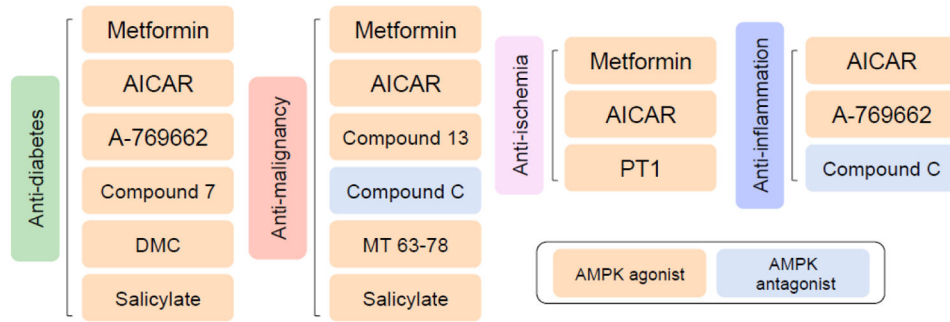 Anti-diabetes
Metformin
AICAR
A-769662
Compound 7
DMC
Salicylate
Anti-malignancy
Metformin
AICAR
Compound 13
Compound C
MT 63-78
Salicylate
Anti-ischemia
Metformin
AICAR
PT1
Anti-inflammation
AICAR
A-769662
Compound C
AMPK agonist
AMPK
antagonist